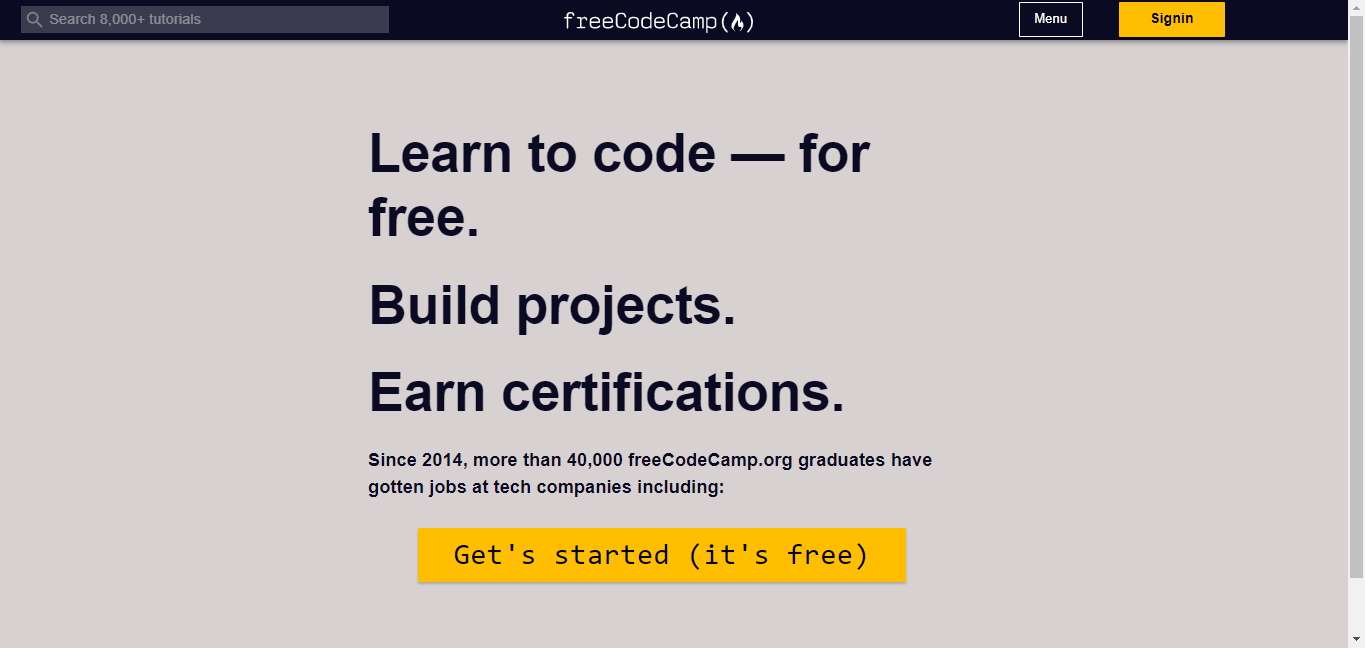 Search 8,000+ tutorials
freeCodeCamp(🔥)
Menu
Signin
Learn to code — for
free.
Build projects.
Earn certifications.
Since 2014, more than 40,000 freeCodeCamp.org graduates have
gotten jobs at tech companies including:
Get's started (it's free)